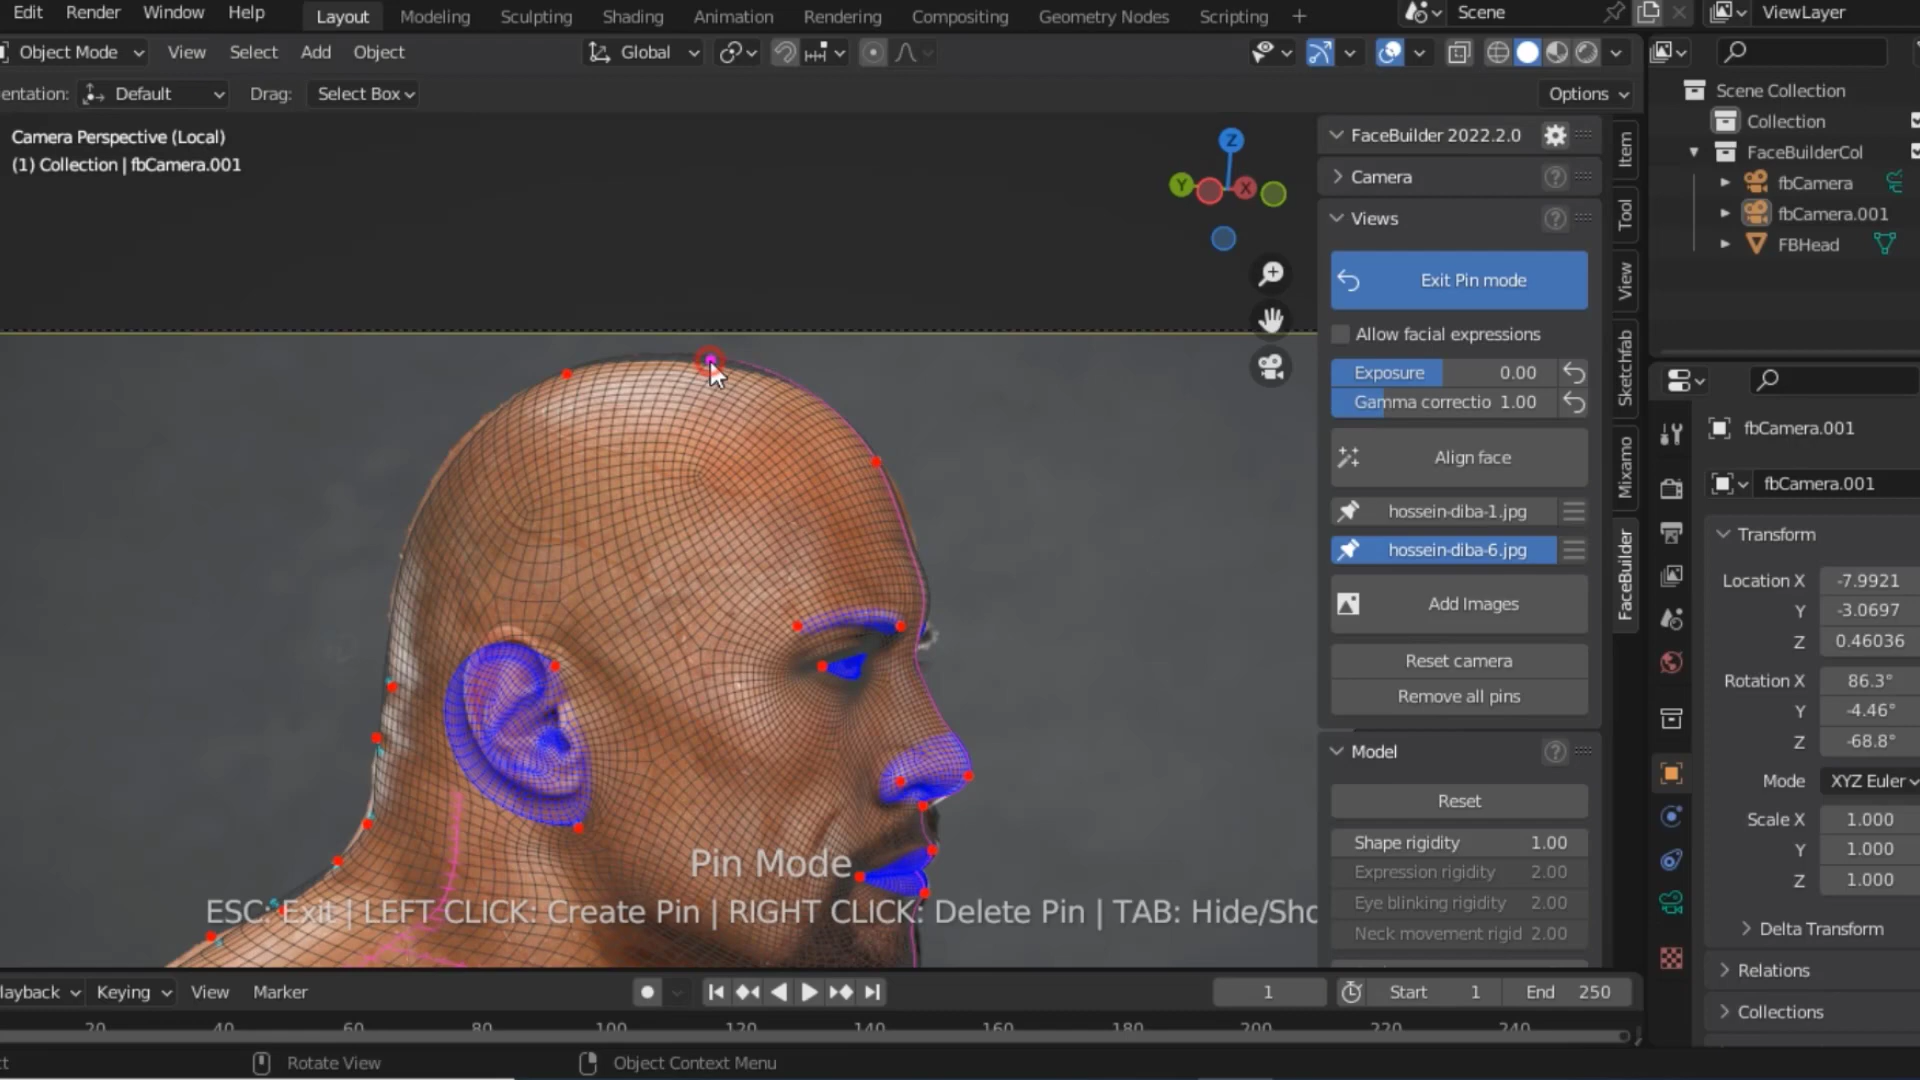 Edit Render Window Help Layout Modeling Sculpting Shading Animation Rendering Compositing Geometry Nodes Scripting + Scene ViewLayer
Object Mode View Select Add Object Global
entation: Default Drag: Select Box Options
Camera Perspective (Local)
(1) Collection | fbCamera.001
Z
Y
X
FaceBuilder 2022.2.0
Camera
Views
Exit Pin mode
Allow facial expressions
Exposure 0.00
Gamma correctio 1.00
Align face
hossein-diba-1.jpg
hossein-diba-6.jpg
Add Images
Reset camera
Remove all pins
Model
Reset
Shape rigidity 1.00
Expression rigidity 2.00
Eye blinking rigidity 2.00
Neck movement rigid 2.00
Item
Tool
View
Sketchfab
Mixamo
FaceBuilder
Scene Collection
Collection
FaceBuilderCol
fbCamera
fbCamera.001
FBHead
fbCamera.001
fbCamera.001
Transform
Location X -7.9921
Y -3.0697
Z 0.46036
Rotation X 86.3°
Y -4.46°
Z -68.8°
Mode XYZ Euler
Scale X 1.000
Y 1.000
Z 1.000
Delta Transform
Relations
Collections
Pin Mode
ESC: Exit | LEFT CLICK: Create Pin | RIGHT CLICK: Delete Pin | TAB: Hide/Sho
layback Keying View Marker 1 Start 1 End 250
20 40 60 80 100 120 140 160 180 200 220 240
ct Rotate View Object Context Menu